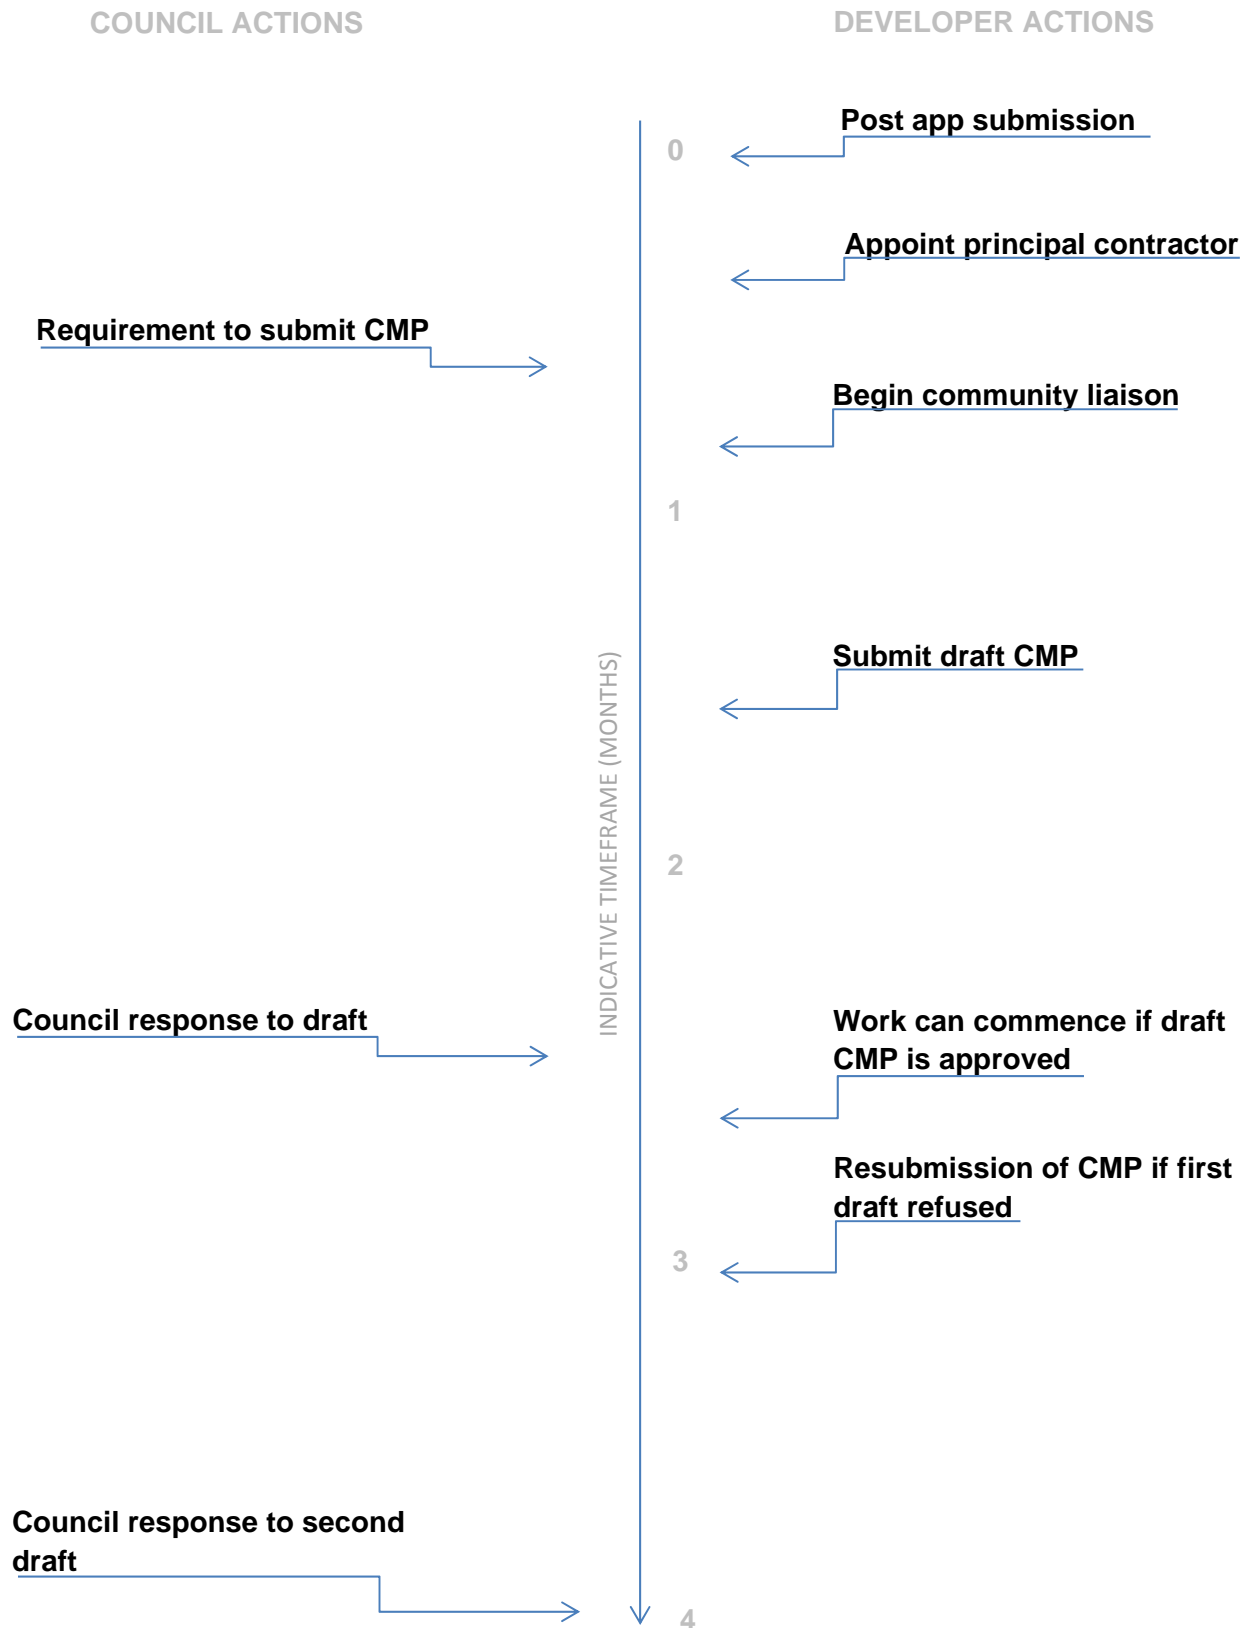 COUNCIL ACTIONS
DEVELOPER ACTIONS
Post app submission
0
Appoint principal contractor
Requirement to submit CMP
Begin community liaison
1
Submit draft CMP
INDICATIVE TIMEFRAME (MONTHS)
2
Council response to draft
Work can commence if draft
CMP is approved
Resubmission of CMP if first
draft refused
3
Council response to second
draft
4